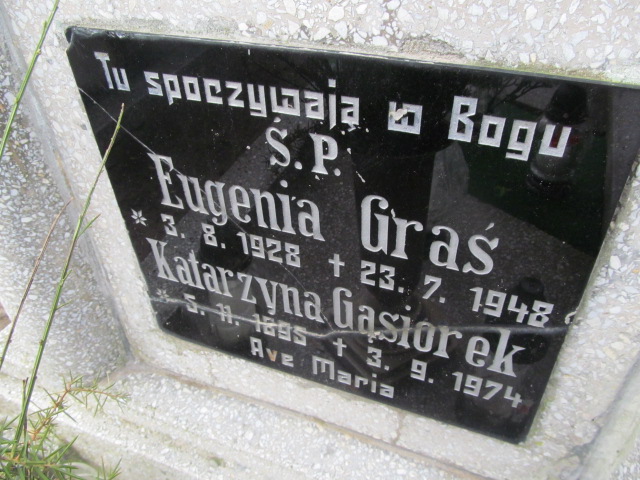 Tu spoczywają w Bogu
Ś.P.
Eugenia Graś
* 3. 8. 1928 + 23. 7. 1948
Katarzyna Gąsiorek
* 5. 11. 1895 + 3. 9. 1974
Ave Maria